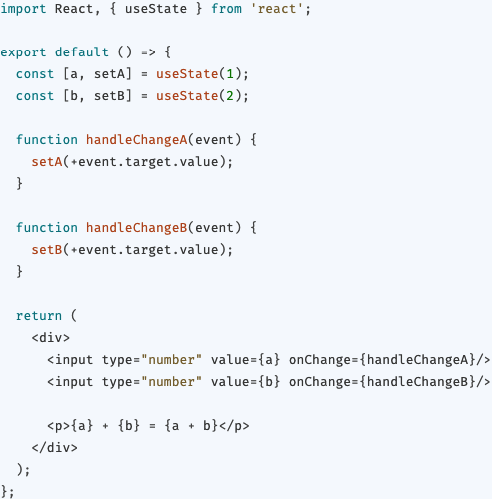 import React, { useState } from 'react';
export default () => {
  const [a, setA] = useState(1);
  const [b, setB] = useState(2);

  function handleChangeA(event) {
    setA(+event.target.value);
  }

  function handleChangeB(event) {
    setB(+event.target.value);
  }

  return (
    <div>
      <input type="number" value={a} onChange={handleChangeA}/>
      <input type="number" value={b} onChange={handleChangeB}/>

      <p>{a} + {b} = {a + b}</p>
    </div>
  );
};